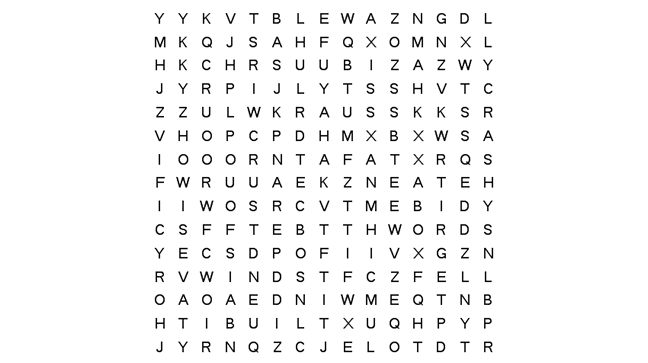 Y Y K V T B L E W A Z N G D L
M K Q J S A H F Q X O M N X L
H K C H R S U U B I Z A Z W Y
J Y R P I J L Y T S S H V T C
Z Z U L W K R A U S S K K S R
V H O P C P D H M X B X W S A
I O O O R N T A F A T X R Q S
F W R U U A E K Z N E A T E H
I I W O S R C V T M E B I D Y
C S F F T E B T T H W O R D S
Y E C S D P O F I I V X G Z N
R V W I N D S T F C Z F E L L
O A O A E D N I W M E Q T N B
H T I B U I L T X U Q H P Y P
J Y R N Q Z C J E L O T D T R